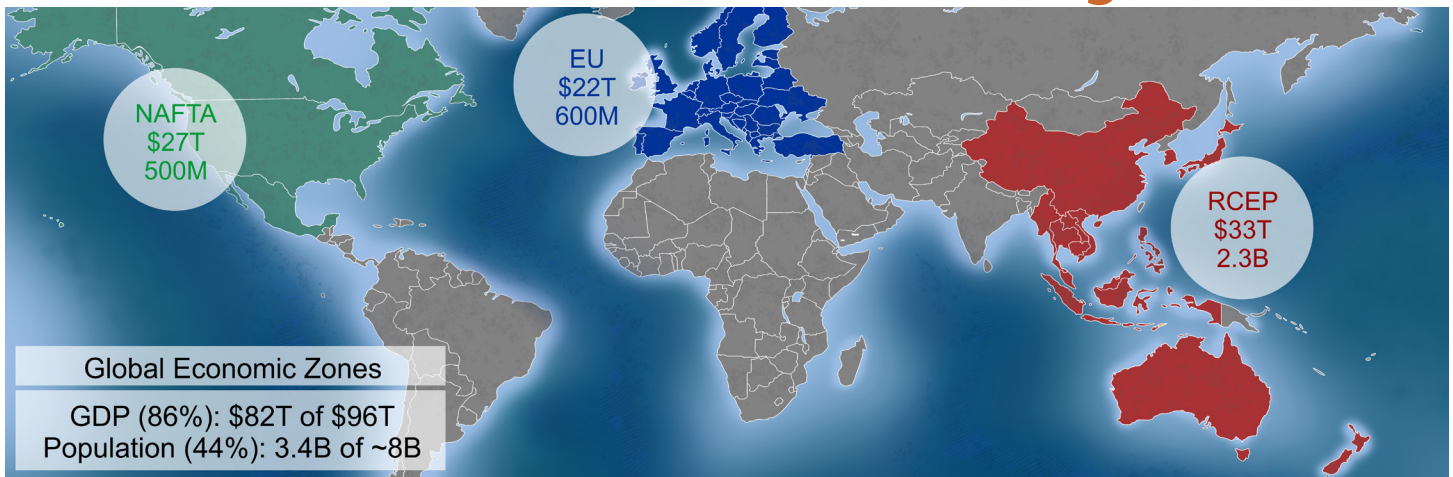 NAFTA
$27T
500M
EU
$22T
600M
RCEP
$33T
2.3B
Global Economic Zones
GDP (86%): $82T of $96T
Population (44%): 3.4B of ~8B